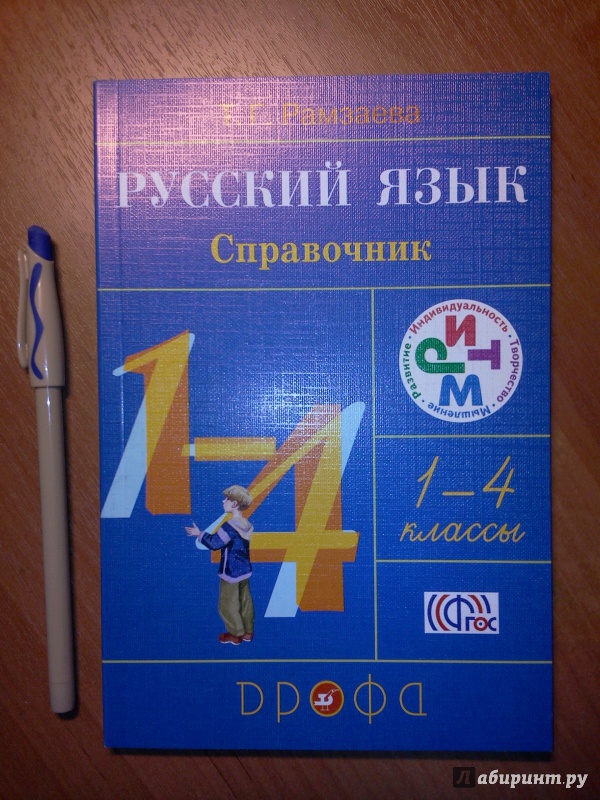 Т. Г. Рамзаева
РУССКИЙ ЯЗЫК
Справочник
1–4
Развитие • Индивидуальность • Творчество • Мышление •
РИТМ
1–4
классы
ФГОС
ДРОФА
Лабиринт.ру